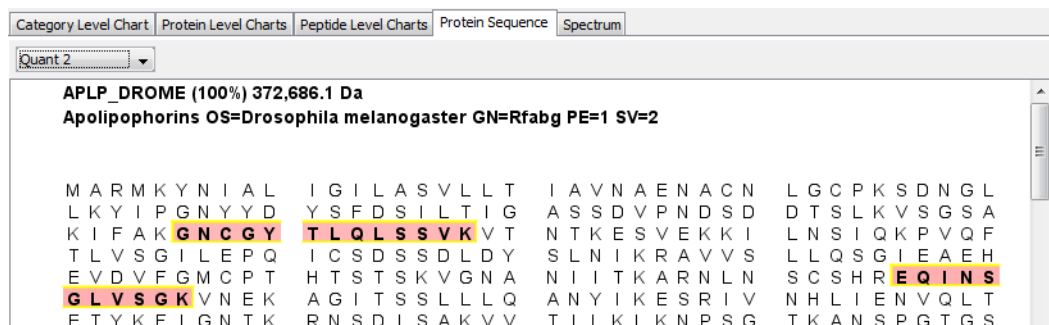 Category Level Chart Protein Level Charts Peptide Level Charts Protein Sequence Spectrum
Quant 2
APLP_DROME (100%) 372,686.1 Da
Apolipophorins OS=Drosophila melanogaster GN=Rfabg PE=1 SV=2
M A R M K Y N I A L I G I L A S V L L T I A V N A E N A C N L G C P K S D N G L
L K Y I P G N Y Y D Y S F D S I L T I G A S S D V P N D S D D T S L K V S G S A
K I F A K G N C G Y T L Q L S S V K V T N T K E S V E K K I L N S I Q K P V Q F
T L V S G I L E P Q I C S D S S D L D Y S L N I K R A V V S L L Q S G I E A E H
E V D V F G M C P T H T S T S K V G N A N I I T K A R N L N S C S H R E Q I N S
G L V S G K V N E K A G I T S S L L L Q A N Y I K E S R I V N H L I E N V Q L T
E T Y K F I G N T K R N S D I S A K V V T I I K I K N P S G T K A N S P G T G S